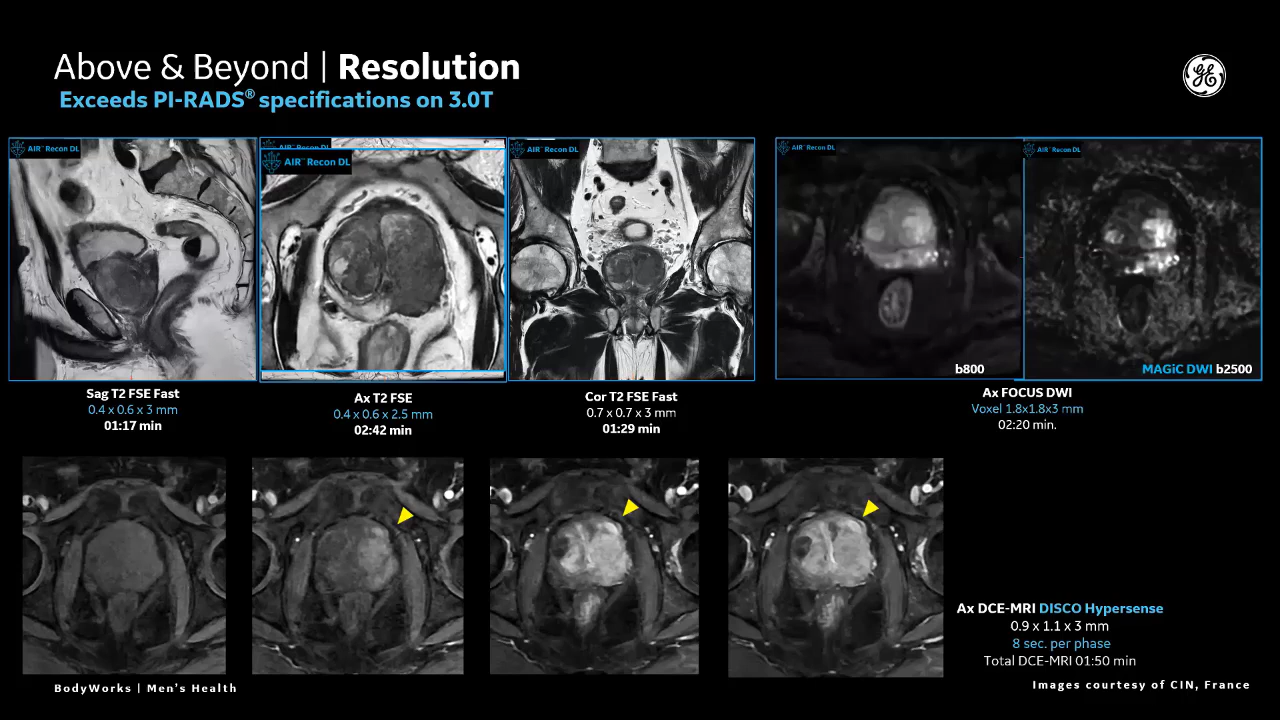 Above & Beyond | Resolution
Exceeds PI-RADS® specifications on 3.0T
GE
AIR™ Recon DL
AIR™ Recon DL
AIR™ Recon DL
AIR™ Recon DL
AIR™ Recon DL
AIR™ Recon DL
b800
MAGiC DWI b2500
Sag T2 FSE Fast
0.4 x 0.6 x 3 mm
01:17 min
Ax T2 FSE
0.4 x 0.6 x 2.5 mm
02:42 min
Cor T2 FSE Fast
0.7 x 0.7 x 3 mm
01:29 min
Ax FOCUS DWI
Voxel 1.8x1.8x3 mm
02:20 min.
Ax DCE-MRI DISCO Hypersense
0.9 x 1.1 x 3 mm
8 sec. per phase
Total DCE-MRI 01:50 min
BodyWorks | Men's Health
Images courtesy of CIN, France